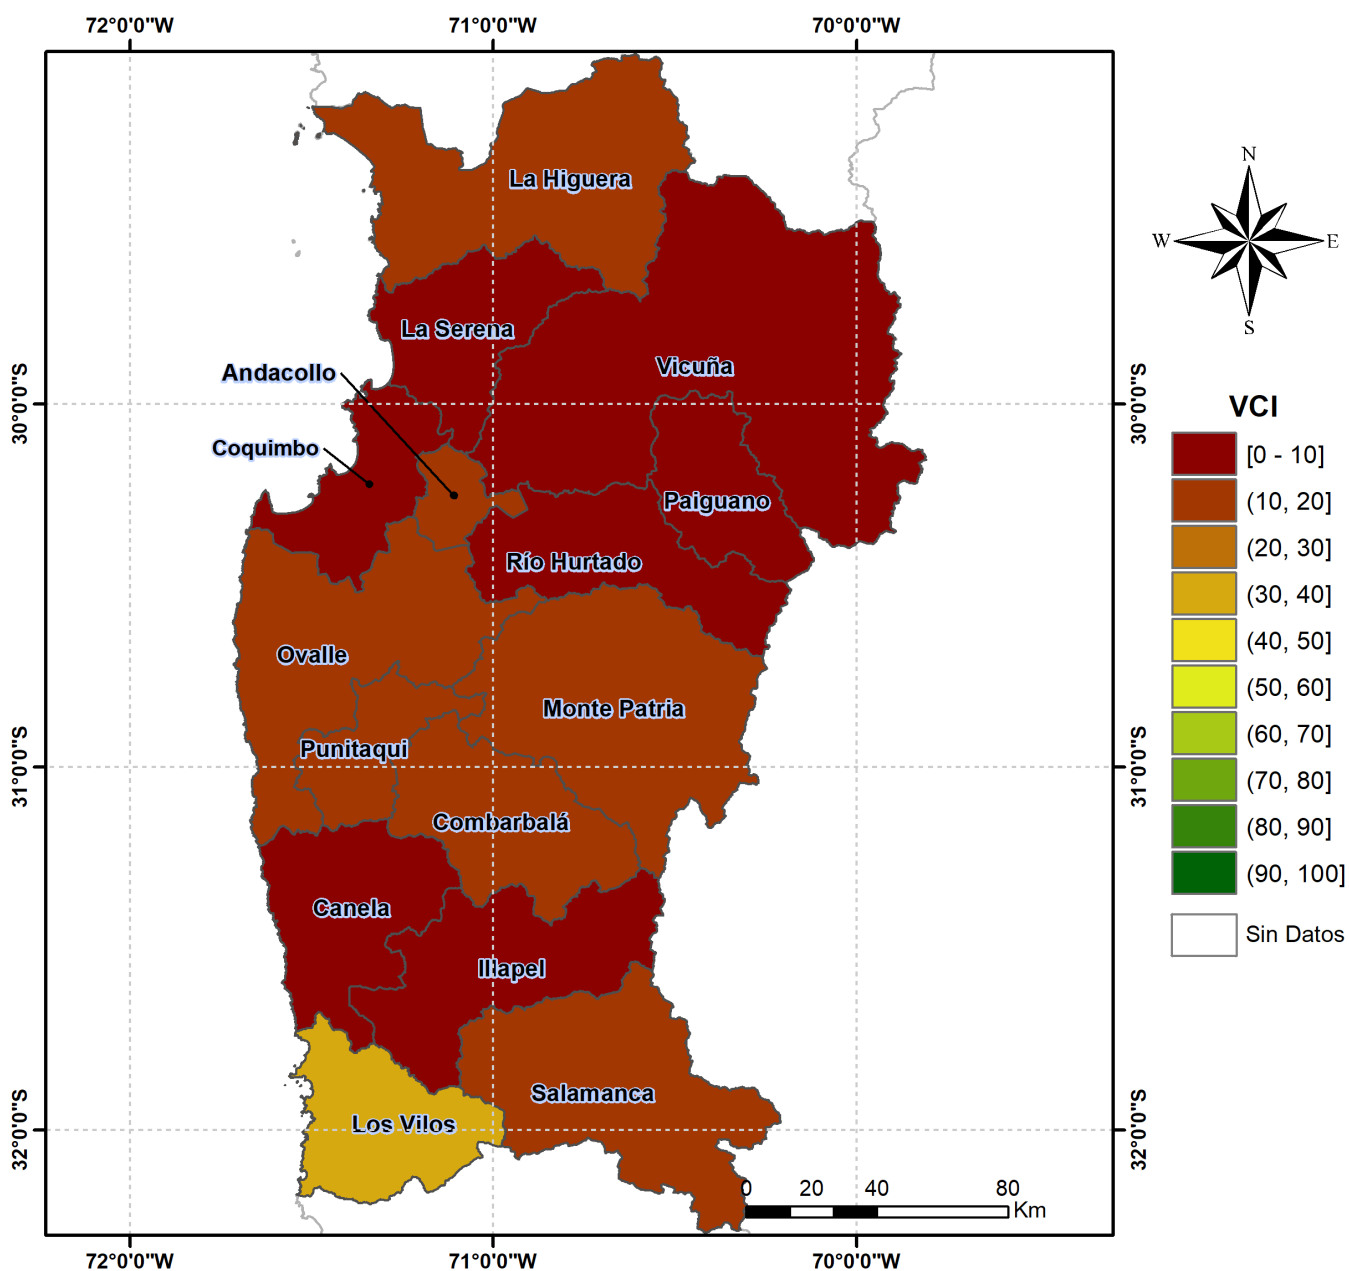 72°0'0"W 71°0'0"W 70°0'0"W
N
W E
S
La Higuera
La Serena
Vicuña
Andacollo
Coquimbo
Paiguano
Río Hurtado
Ovalle
Monte Patria
Punitaqui
Combarbalá
Canela
Illapel
Salamanca
Los Vilos
30°0'0"S 30°0'0"S
31°0'0"S 31°0'0"S
32°0'0"S 32°0'0"S
VCI
[0 - 10]
(10, 20]
(20, 30]
(30, 40]
(40, 50]
(50, 60]
(60, 70]
(70, 80]
(80, 90]
(90, 100]
Sin Datos
0 20 40 80
Km
72°0'0"W 71°0'0"W 70°0'0"W